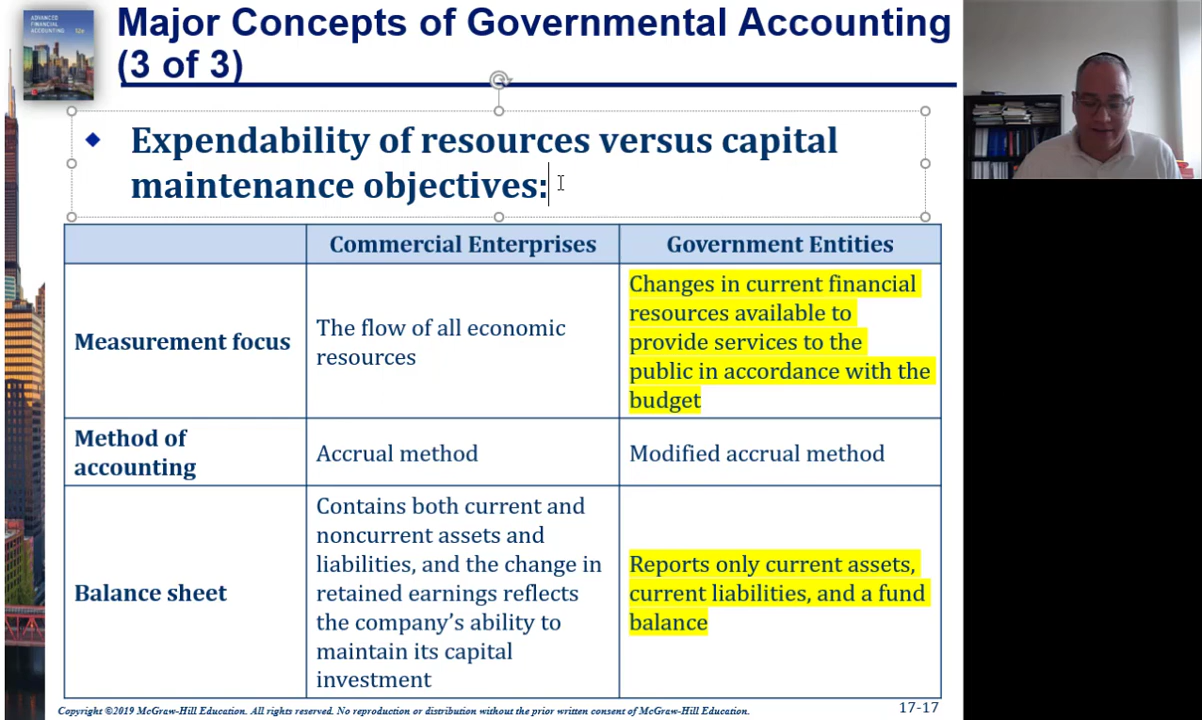 ADVANCED
FINANCIAL
ACCOUNTING
12e
Major Concepts of Governmental Accounting
(3 of 3)
Expendability of resources versus capital
maintenance objectives:
Commercial Enterprises
Government Entities
Measurement focus
The flow of all economic
resources
Changes in current financial
resources available to
provide services to the
public in accordance with the
budget
Method of
accounting
Accrual method
Modified accrual method
Balance sheet
Contains both current and
noncurrent assets and
liabilities, and the change in
retained earnings reflects
the company's ability to
maintain its capital
investment
Reports only current assets,
current liabilities, and a fund
balance
Copyright ©2019 McGraw-Hill Education. All rights reserved. No reproduction or distribution without the prior written consent of McGraw-Hill Education.
17-17